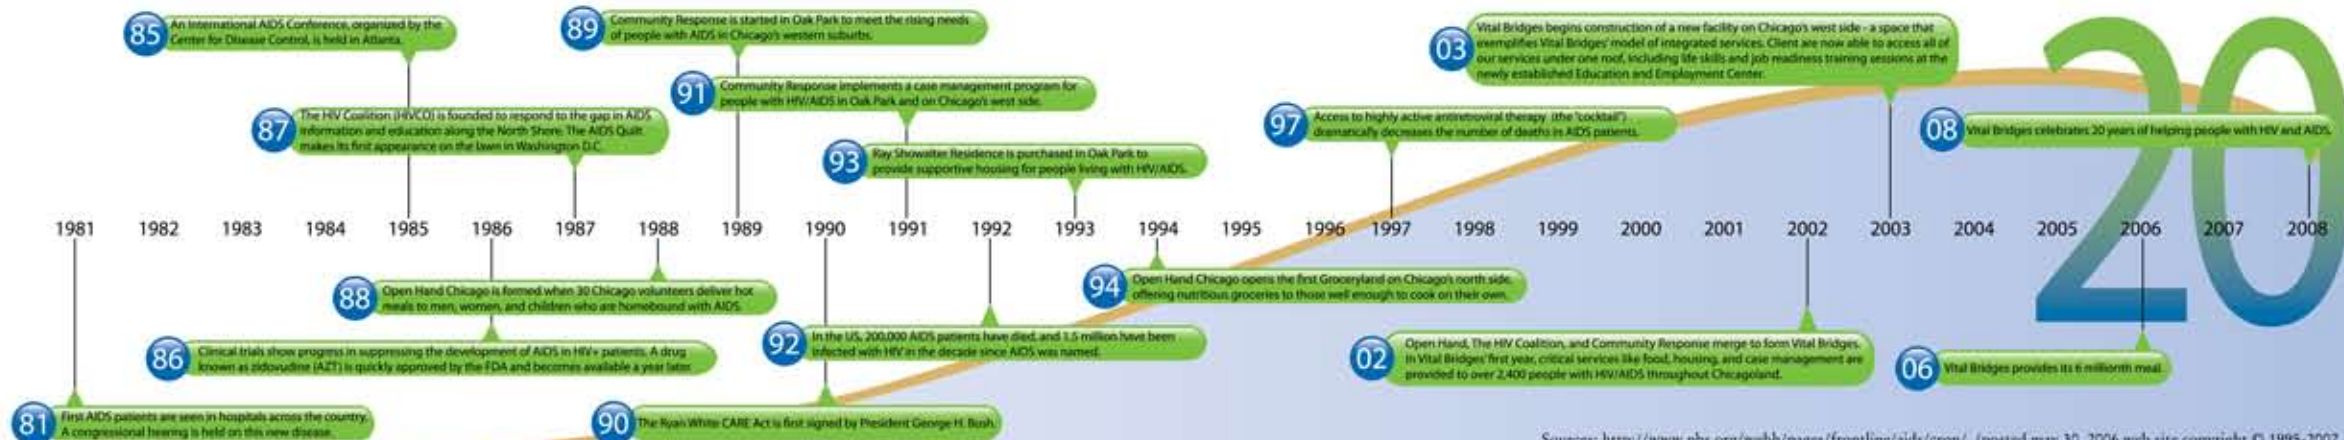 85
An International AIDS Conference, organized by the
Center for Disease Control, is held in Atlanta.
89
Community Response is started in Oak Park to meet the rising needs
of people with AIDS in Chicago's western suburbs.
03
Vital Bridges begins construction of a new facility on Chicago's west side - a space that
exemplifies Vital Bridges' model of integrated services. Client are now able to access all of
our services under one roof, including life skills and job readiness training sessions at the
newly established Education and Employment Center.
20
91
Community Response implements a case management program for
people with HIV/AIDS in Oak Park and on Chicago's west side.
87
The HIV Coalition (HIVCO) is founded to respond to the gap in AIDS
information and education along the North Shore. The AIDS Quilt
makes its first appearance on the lawn in Washington D.C.
97
Access to highly active antiretroviral therapy (the "cocktail")
dramatically decreases the number of deaths in AIDS patients.
08
Vital Bridges celebrates 20 years of helping people with HIV and AIDS.
93
Ray Showalter Residence is purchased in Oak Park to
provide supportive housing for people living with HIV/AIDS.
1981 1982 1983 1984 1985 1986 1987 1988 1989 1990 1991 1992 1993 1994 1995 1996 1997 1998 1999 2000 2001 2002 2003 2004 2005 2006 2007 2008
94
Open Hand Chicago opens the first Groceryland on Chicago's north side,
offering nutritious groceries to those well enough to cook on their own.
88
Open Hand Chicago is formed when 30 Chicago volunteers deliver hot
meals to men, women, and children who are homebound with AIDS.
92
In the US, 200,000 AIDS patients have died, and 1.5 million have been
infected with HIV in the decade since AIDS was named.
86
Clinical trials show progress in suppressing the development of AIDS in HIV+ patients. A drug
known as zidovudine (AZT) is quickly approved by the FDA and becomes available a year later.
02
Open Hand, The HIV Coalition, and Community Response merge to form Vital Bridges.
In Vital Bridges' first year, critical services like food, housing, and case management are
provided to over 2,400 people with HIV/AIDS throughout Chicagoland.
06
Vital Bridges provides its 6 millionth meal.
81
First AIDS patients are seen in hospitals across the country.
A congressional hearing is held on this new disease.
90
The Ryan White CARE Act is first signed by President George H. Bush.